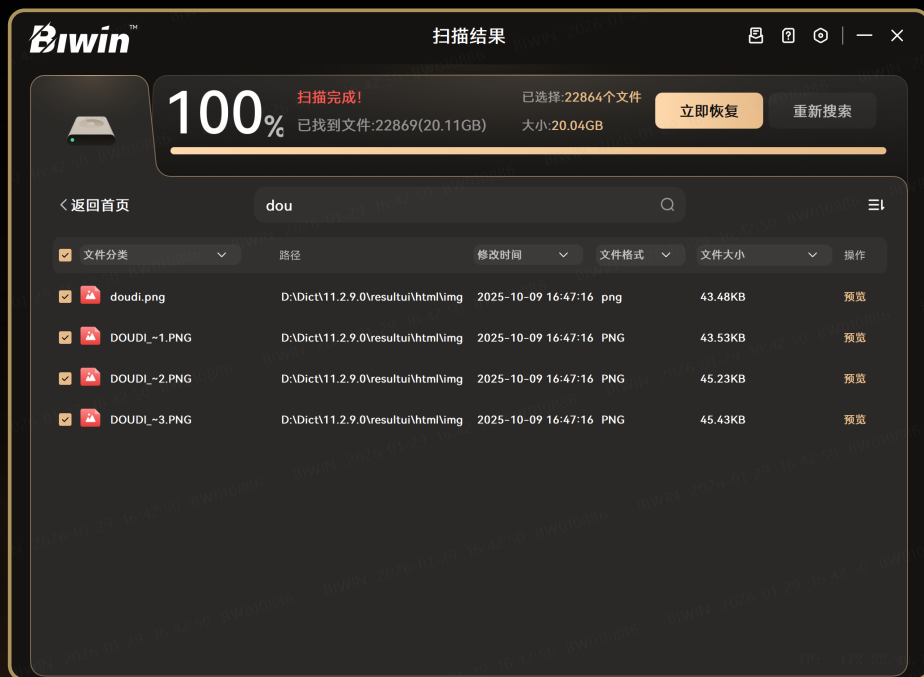 BIWIN™
扫描结果
100%
扫描完成!
已找到文件:22869(20.11GB)
已选择:22864个文件
大小:20.04GB
立即恢复
重新搜索
返回首页
dou
文件分类 路径 修改时间 文件格式 文件大小 操作
doudi.png D:\Dict\11.2.9.0\resultui\html\img 2025-10-09 16:47:16 png 43.48KB 预览
DOUDI_~1.PNG D:\Dict\11.2.9.0\resultui\html\img 2025-10-09 16:47:16 PNG 43.53KB 预览
DOUDI_~2.PNG D:\Dict\11.2.9.0\resultui\html\img 2025-10-09 16:47:16 PNG 45.23KB 预览
DOUDI_~3.PNG D:\Dict\11.2.9.0\resultui\html\img 2025-10-09 16:47:16 PNG 45.43KB 预览